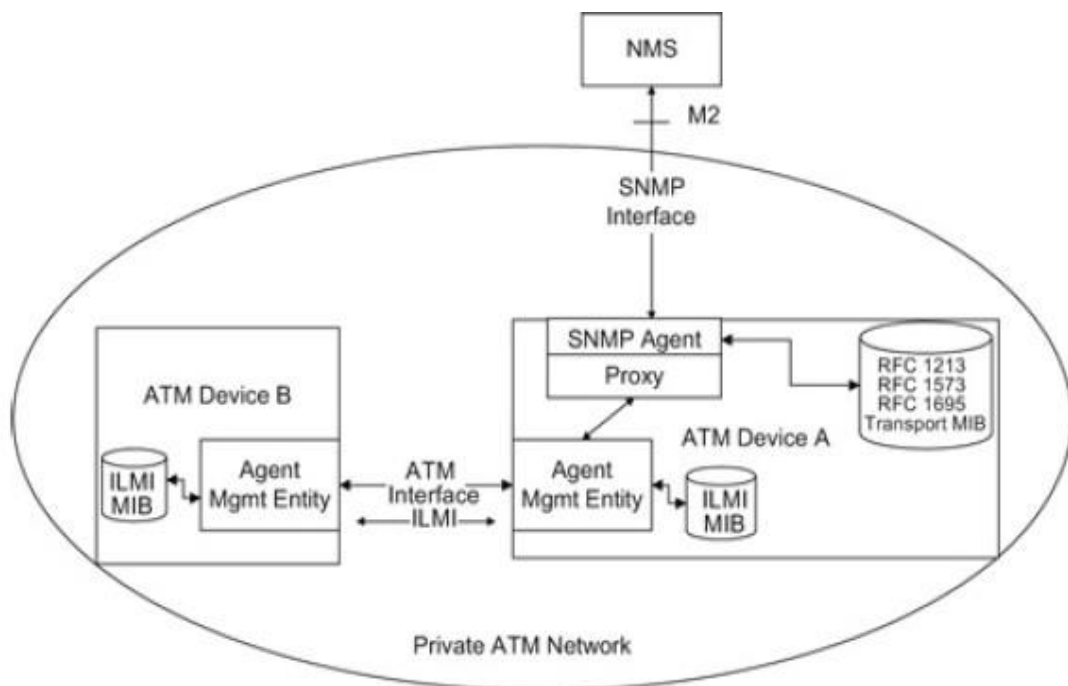 NMS
M2
SNMP
Interface
SNMP Agent
Proxy
RFC 1213
RFC 1573
RFC 1695
Transport MIB
ATM Device B
ATM Device A
ILMI
MIB
Agent
Mgmt Entity
ATM
Interface
ILMI
Agent
Mgmt Entity
ILMI
MIB
Private ATM Network